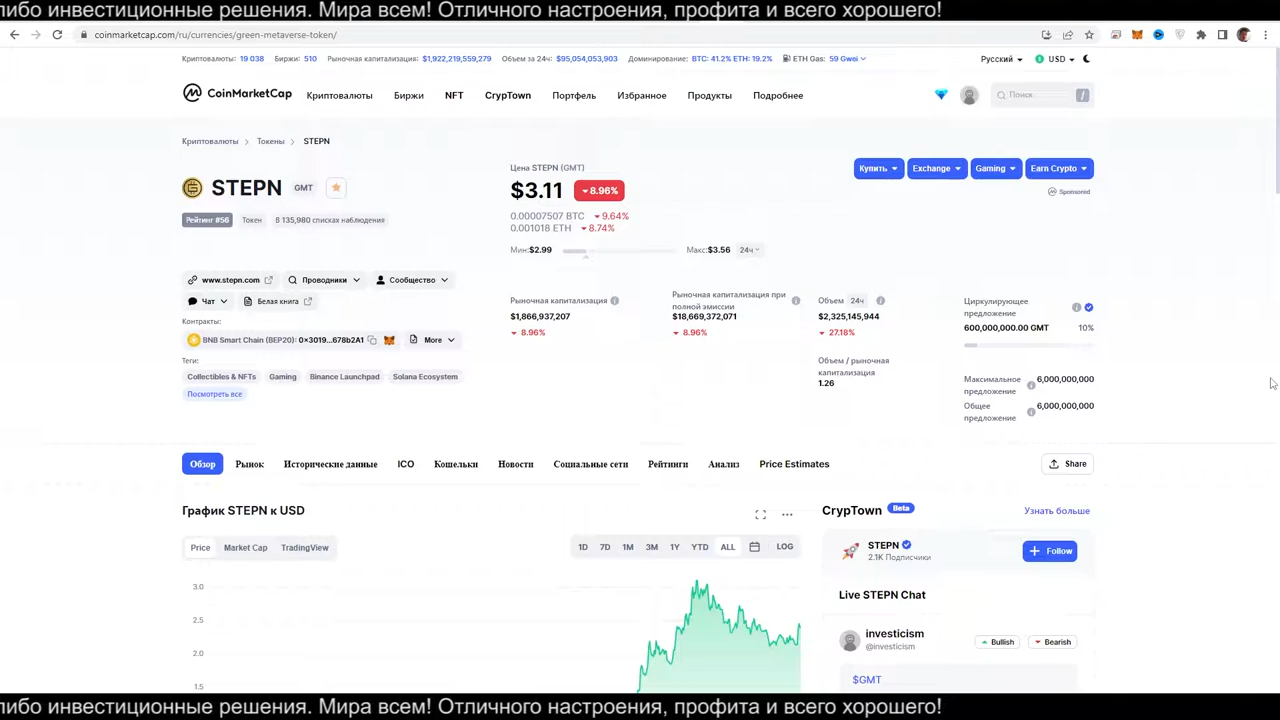 либо инвестиционные решения. Мира всем! Отличного настроения, профита и всего хорошего!
coinmarketcap.com/ru/currencies/green-metaverse-token/
Криптовалюты: 19 038 Биржи: 510 Рыночная капитализация: $1,922,219,559,279 Объем за 24ч: $95,054,053,903 Доминирование: BTC: 41.2% ETH: 19.2% ETH Gas: 59 Gwei Русский USD
CoinMarketCap Криптовалюты Биржи NFT CrypTown Портфель Избранное Продукты Подробнее Поиск /
Криптовалюты Токены STEPN
Цена STEPN (GMT)
Купить Exchange Gaming Earn Crypto
STEPN GMT
$3.11 8.96%
Sponsored
0.00007507 BTC 9.64%
Рейтинг #56 Токен В 135,980 списках наблюдения
0.001018 ETH 8.74%
Мин:$2.99 Макс:$3.56 24ч
www.stepn.com Проводники Сообщество
Чат Белая книга
Контракты:
BNB Smart Chain (BEP20): 0x3019...678b2A1 More
Теги:
Collectibles & NFTs Gaming Binance Launchpad Solana Ecosystem
Посмотреть все
Рыночная капитализация
$1,866,937,207
8.96%
Рыночная капитализация при
полной эмиссии
$18,669,372,071
8.96%
Объем 24ч
$2,325,145,944
27.18%
Объем / рыночная
капитализация
1.26
Циркулирующее
предложение
600,000,000.00 GMT 10%
Максимальное
предложение
6,000,000,000
Общее
предложение
6,000,000,000
Обзор Рынок Исторические данные ICO Кошельки Новости Социальные сети Рейтинги Анализ Price Estimates Share
График STEPN к USD
Price Market Cap TradingView
1D 7D 1M 3M 1Y YTD ALL LOG
3.0
2.5
2.0
1.5
CrypTown Beta Узнать больше
STEPN
2.1K Подписчики
Follow
Live STEPN Chat
investicism
@investicism
Bullish Bearish
$GMT
либо инвестиционные решения. Мира всем! Отличного настроения, профита и всего хорошего!